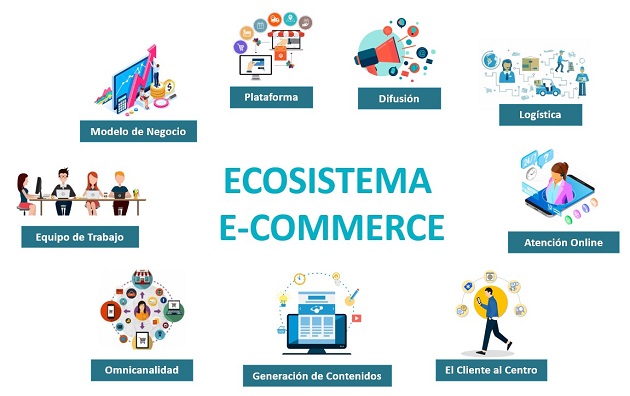 Plataforma
Difusión
Logística
Modelo de Negocio
ECOSISTEMA
E-COMMERCE
Equipo de Trabajo
Atención Online
Omnicanalidad
Generación de Contenidos
El Cliente al Centro